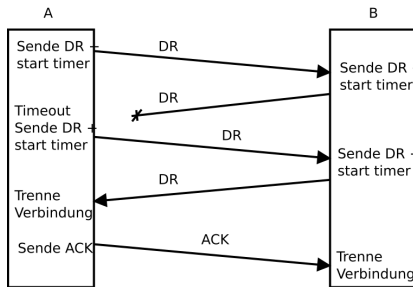 A
B
Sende DR +
start timer
DR
Sende DR
start timer
DR
Timeout
Sende DR +
start timer
DR
Sende DR -
start timer
DR
Trenne
Verbindung
Sende ACK
ACK
Trenne
Verbindung